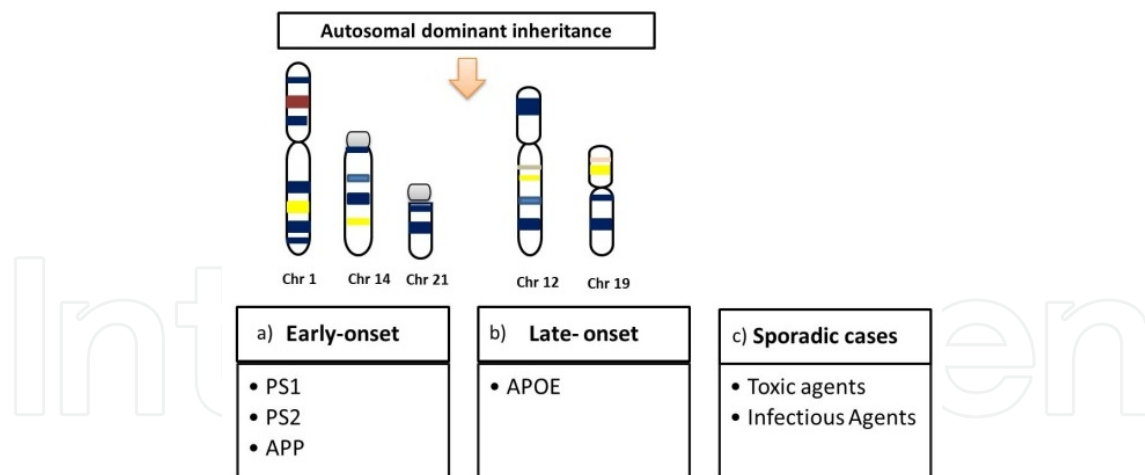 Autosomal dominant inheritance
Chr 1
Chr 14
Chr 21
Chr 12
Chr 19
a) Early-onset
• PS1
• PS2
• APP
b) Late- onset
• APOE
c) Sporadic cases
• Toxic agents
• Infectious Agents
Inten